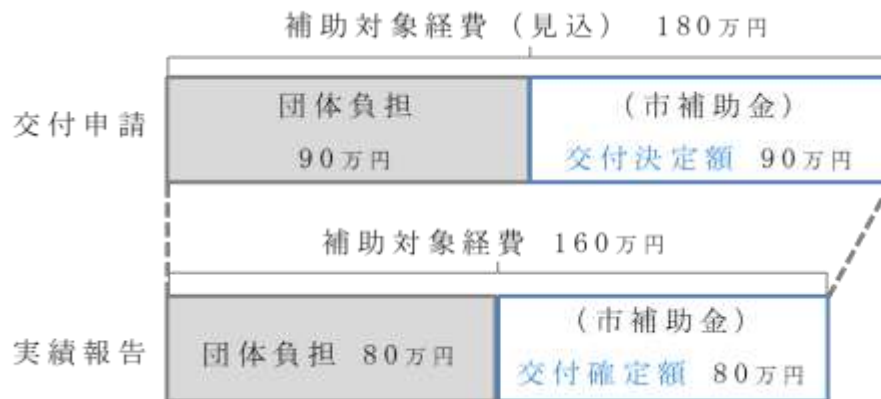 補助対象経費（見込） 180万円
交付申請
団体負担
90万円
（市補助金）
交付決定額 90万円
補助対象経費 160万円
実績報告
団体負担 80万円
（市補助金）
交付確定額 80万円